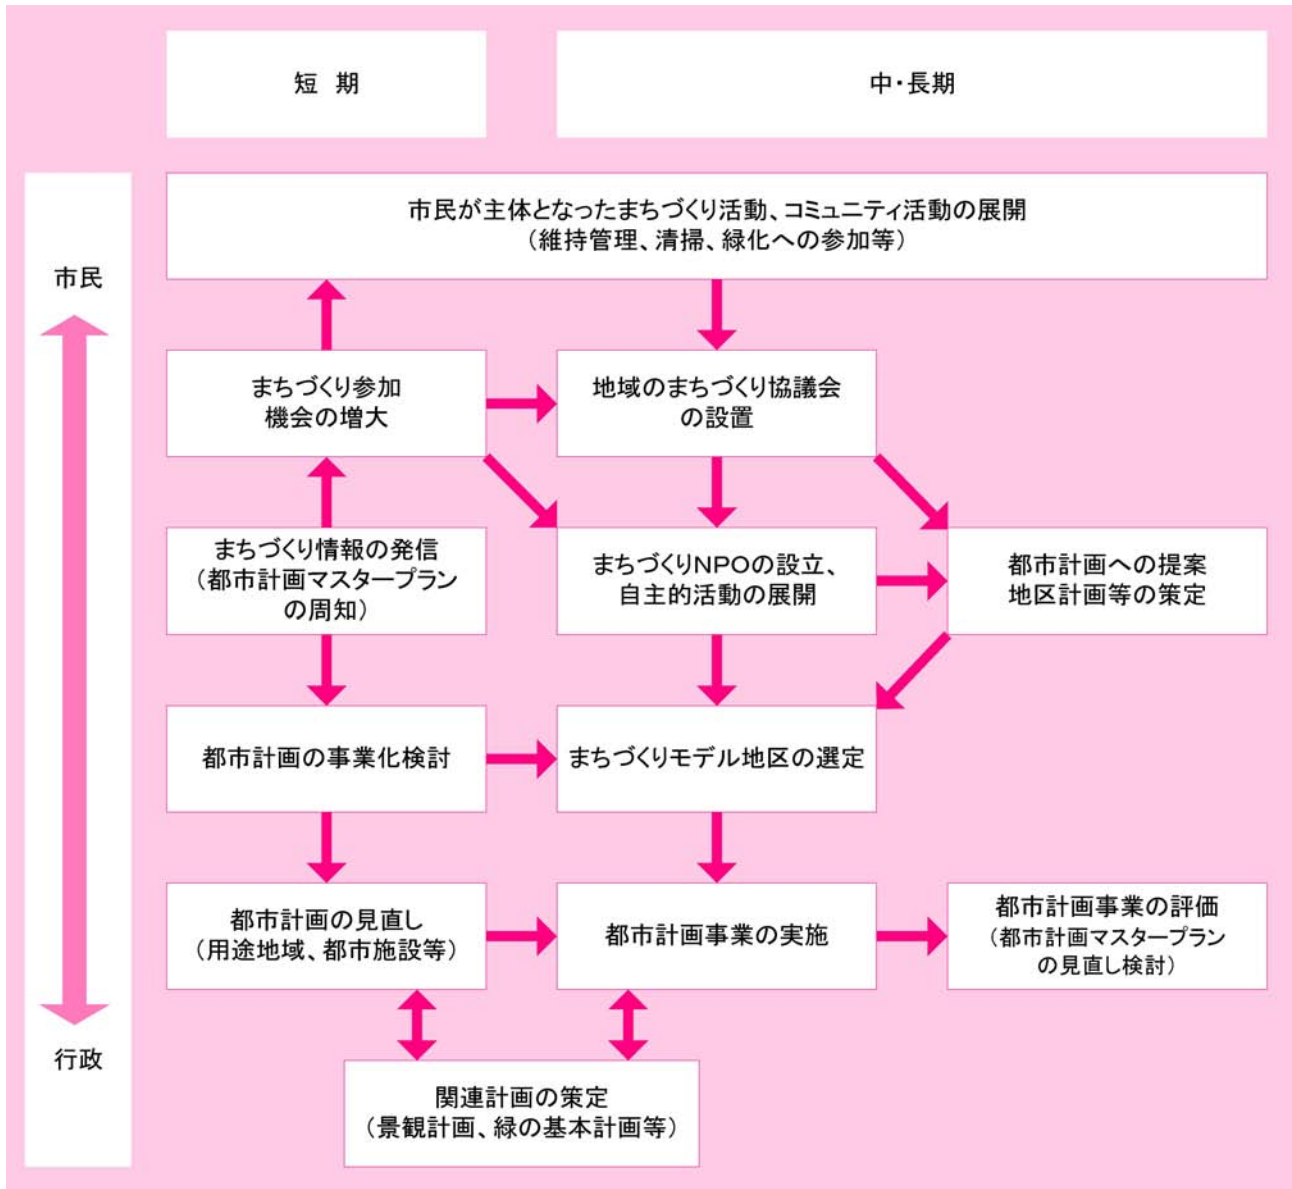 短　期
中・長期
市民が主体となったまちづくり活動、コミュニティ活動の展開
（維持管理、清掃、緑化への参加等）
市民
まちづくり参加
機会の増大
地域のまちづくり協議会
の設置
まちづくり情報の発信
（都市計画マスタープラン
の周知）
まちづくりＮＰＯの設立、
自主的活動の展開
都市計画への提案
地区計画等の策定
都市計画の事業化検討
まちづくりモデル地区の選定
都市計画の見直し
（用途地域、都市施設等）
都市計画事業の実施
都市計画事業の評価
（都市計画マスタープラン
の見直し検討）
行政
関連計画の策定
（景観計画、緑の基本計画等）